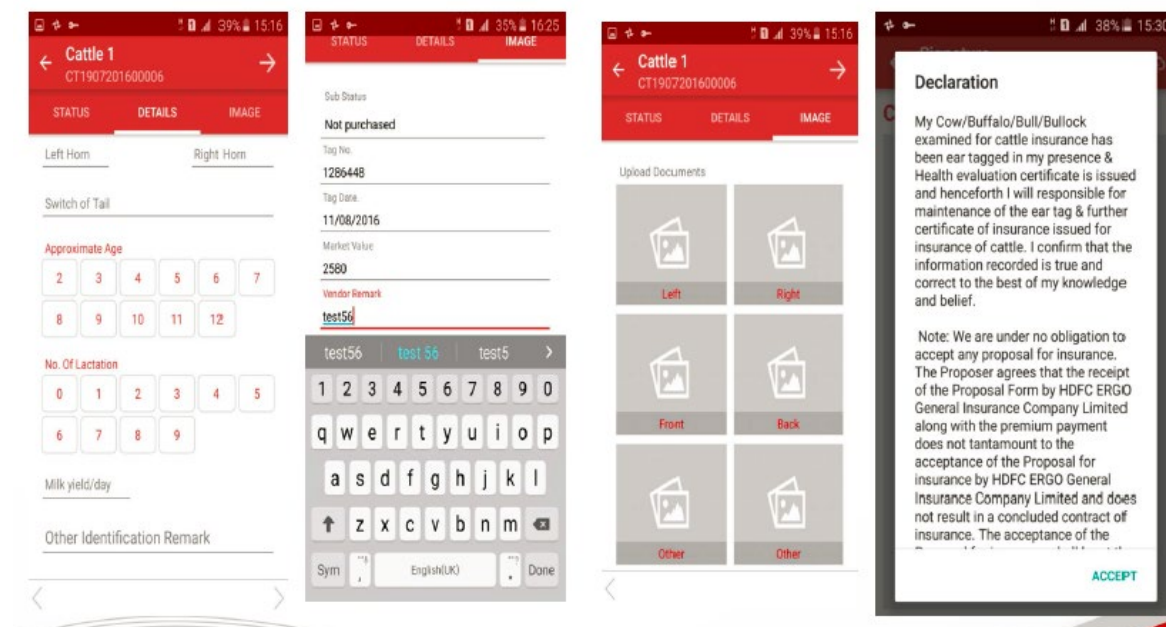 39% 15:16
Cattle 1
CT1907201600006
STATUS DETAILS IMAGE
Left Horn Right Horn
Switch of Tail
Approximate Age
2 3 4 5 6 7
8 9 10 11 12
No. Of Lactation
0 1 2 3 4 5
6 7 8 9
Milk yield/day
Other Identification Remark
35% 16:25
STATUS DETAILS IMAGE
Sub Status
Not purchased
Tag No.
1286448
Tag Date.
11/08/2016
Market Value
2580
Vendor Remark
test56
test56 test 56 test5
1 2 3 4 5 6 7 8 9 0
q w e r t y u i o p
a s d f g h j k l
z x c v b n m
Sym , English(UK) . Done
39% 15:16
Cattle 1
CT1907201600006
STATUS DETAILS IMAGE
Upload Documents
Left Right
Front Back
Other Other
38% 15:30
Declaration
My Cow/Buffalo/Bull/Bullock
examined for cattle insurance has
been ear tagged in my presence &
Health evaluation certificate is issued
and henceforth I will responsible for
maintenance of the ear tag & further
certificate of insurance issued for
insurance of cattle. I confirm that the
information recorded is true and
correct to the best of my knowledge
and belief.
Note: We are under no obligation to
accept any proposal for insurance.
The Proposer agrees that the receipt
of the Proposal Form by HDFC ERGO
General Insurance Company Limited
along with the premium payment
does not tantamount to the
acceptance of the Proposal for
insurance by HDFC ERGO General
Insurance Company Limited and does
not result in a concluded contract of
insurance. The acceptance of the
ACCEPT